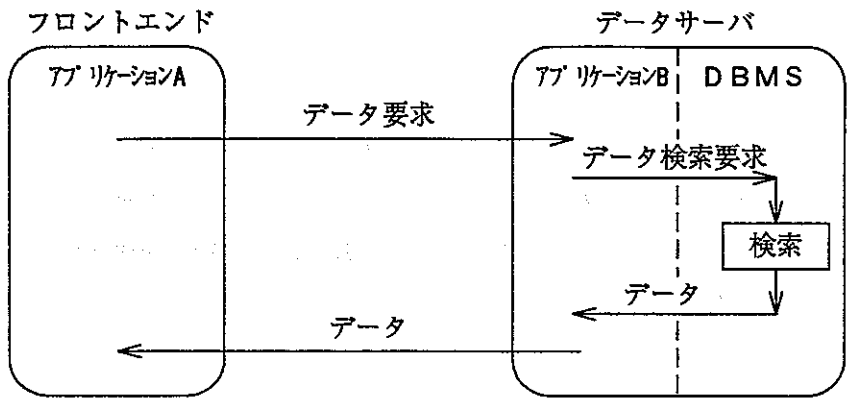 フロントエンド
データサーバ
アプリケーションA
アプリケーションB
DBMS
データ要求
データ検索要求
検索
データ
データ